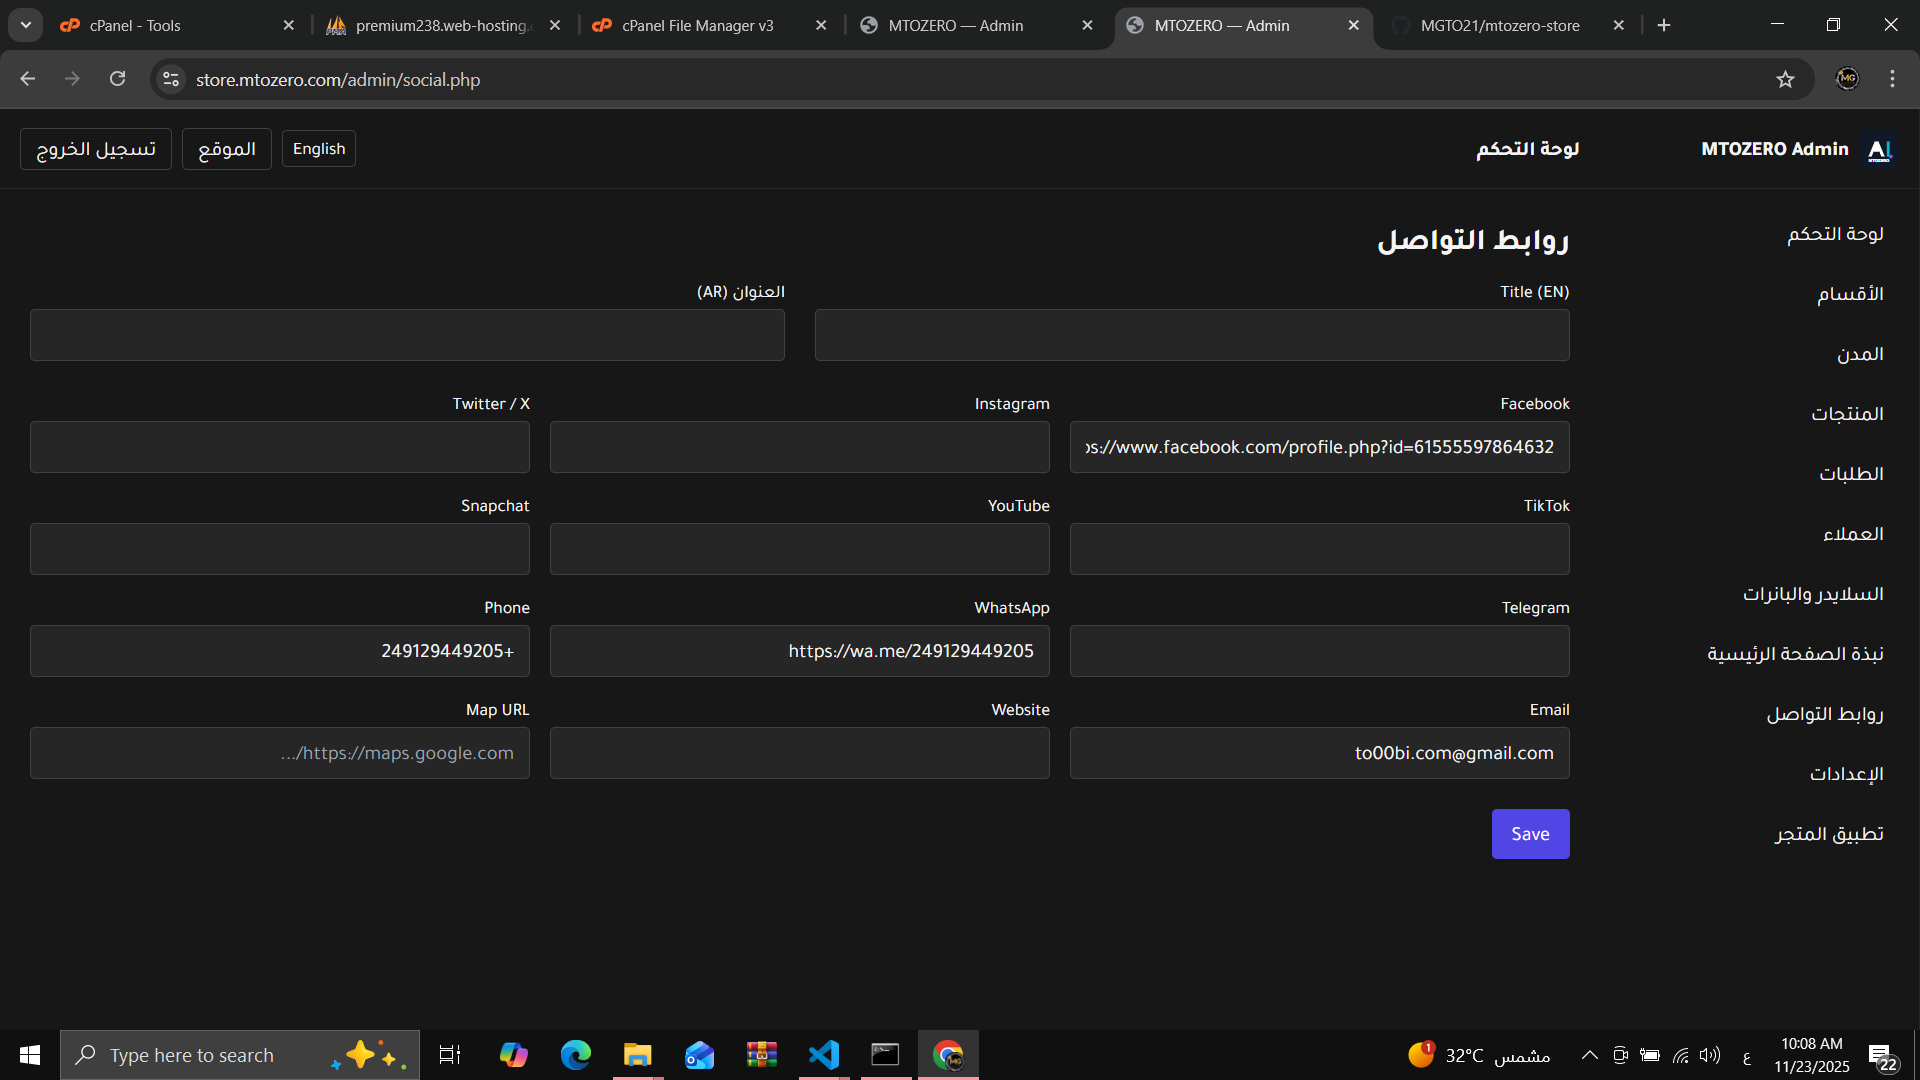 cPanel - Tools
premium238.web-hosting.
cPanel File Manager v3
MTOZERO — Admin
MTOZERO — Admin
MGTO21/mtozero-store
store.mtozero.com/admin/social.php
MTOZERO Admin
لوحة التحكم
English
الموقع
تسجيل الخروج
لوحة التحكم
الأقسام
المدن
المنتجات
الطلبات
العملاء
السلايدر والبانرات
نبذة الصفحة الرئيسية
روابط التواصل
الإعدادات
تطبيق المتجر
روابط التواصل
Title (EN)
العنوان (AR)
Facebook
Instagram
Twitter / X
ps://www.facebook.com/profile.php?id=61555597864632
TikTok
YouTube
Snapchat
Telegram
WhatsApp
Phone
https://wa.me/249129449205
249129449205+
Email
Website
Map URL
to00bi.com@gmail.com
.../https://maps.google.com
Save
Type here to search
1
32°C مشمس
ع
10:08 AM
11/23/2025
22